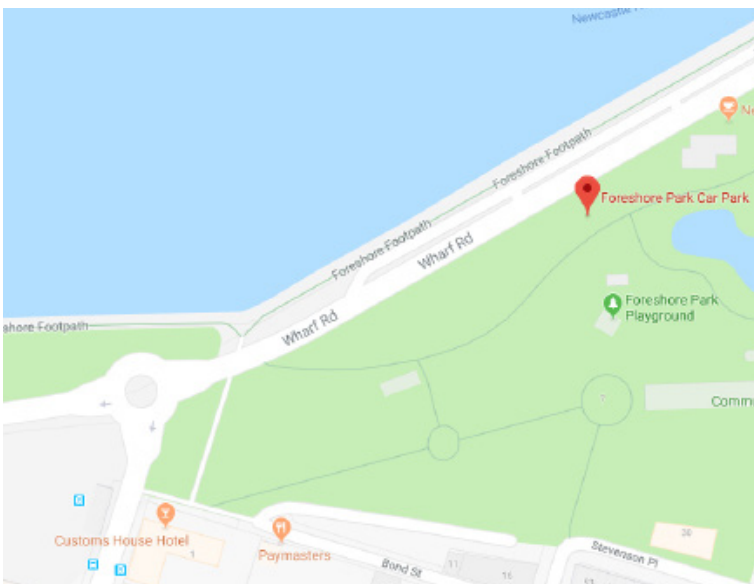 Newcastle
Foreshore Footpath
Foreshore Park Car Park
Foreshore Footpath
Wharf Rd
Foreshore Park
Playground
shore Footpath
Wharf Rd
Comm
Customs House Hotel
1
Paymasters
Bond St
11
16
Stevenson Pl